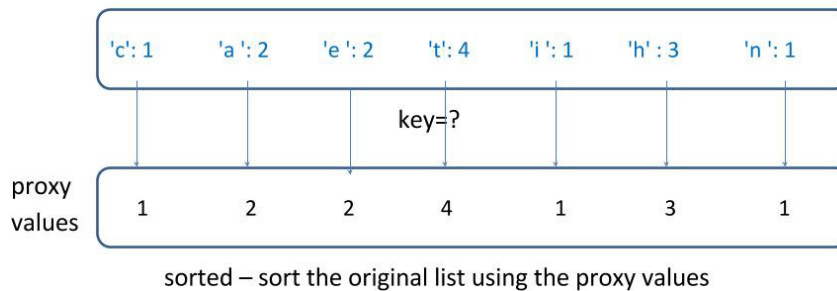 'c': 1 'a ': 2 'e ': 2 't': 4 'i ': 1 'h' : 3 'n ': 1
key=?
proxy
values
1 2 2 4 1 3 1
sorted – sort the original list using the proxy values